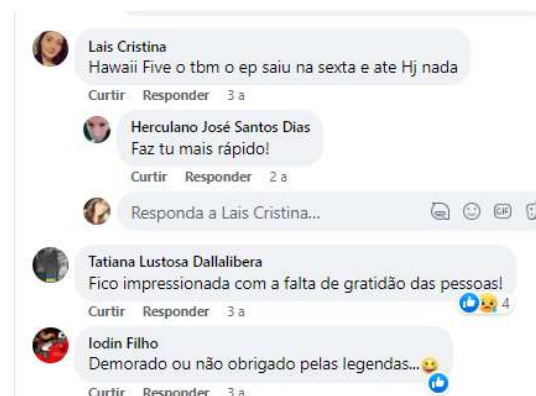 Lais Cristina
Hawaii Five o tbm o ep saiu na sexta e ate Hj nada
Curtir Responder 3 a
Herculano José Santos Dias
Faz tu mais rápido!
Curtir Responder 2 a
Responda a Lais Cristina...
GIF
Tatiana Lustosa Dallalibera
Fico impressionada com a falta de gratidão das pessoas!
4
Curtir Responder 3 a
Iodin Filho
Demorado ou não obrigado pelas legendas...
Curtir Responder 3 a